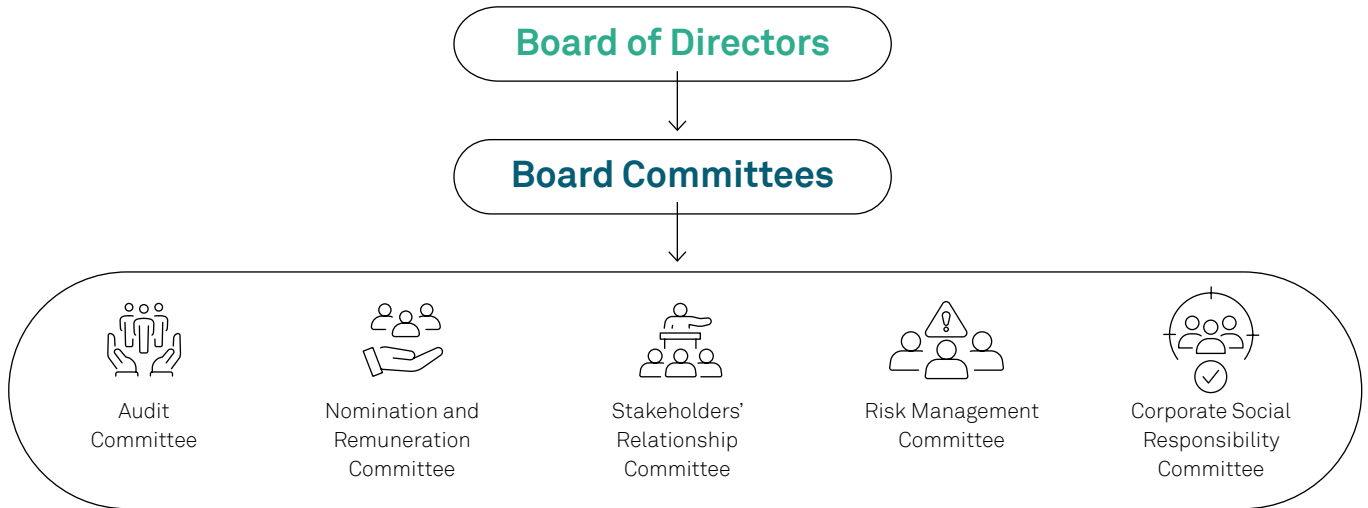 Board of Directors
Board Committees
Audit
Committee
Nomination and
Remuneration
Committee
Stakeholders’
Relationship
Committee
Risk Management
Committee
Corporate Social
Responsibility
Committee